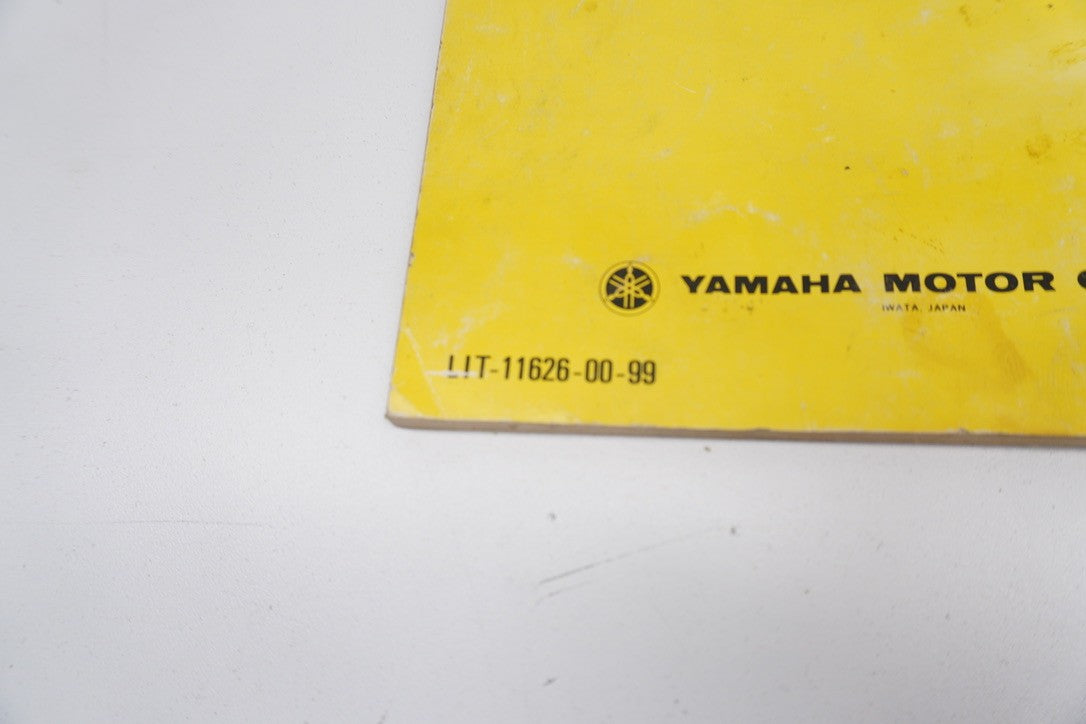 YAMAHA MOTOR
IWATA, JAPAN
LIT-11626-00-99